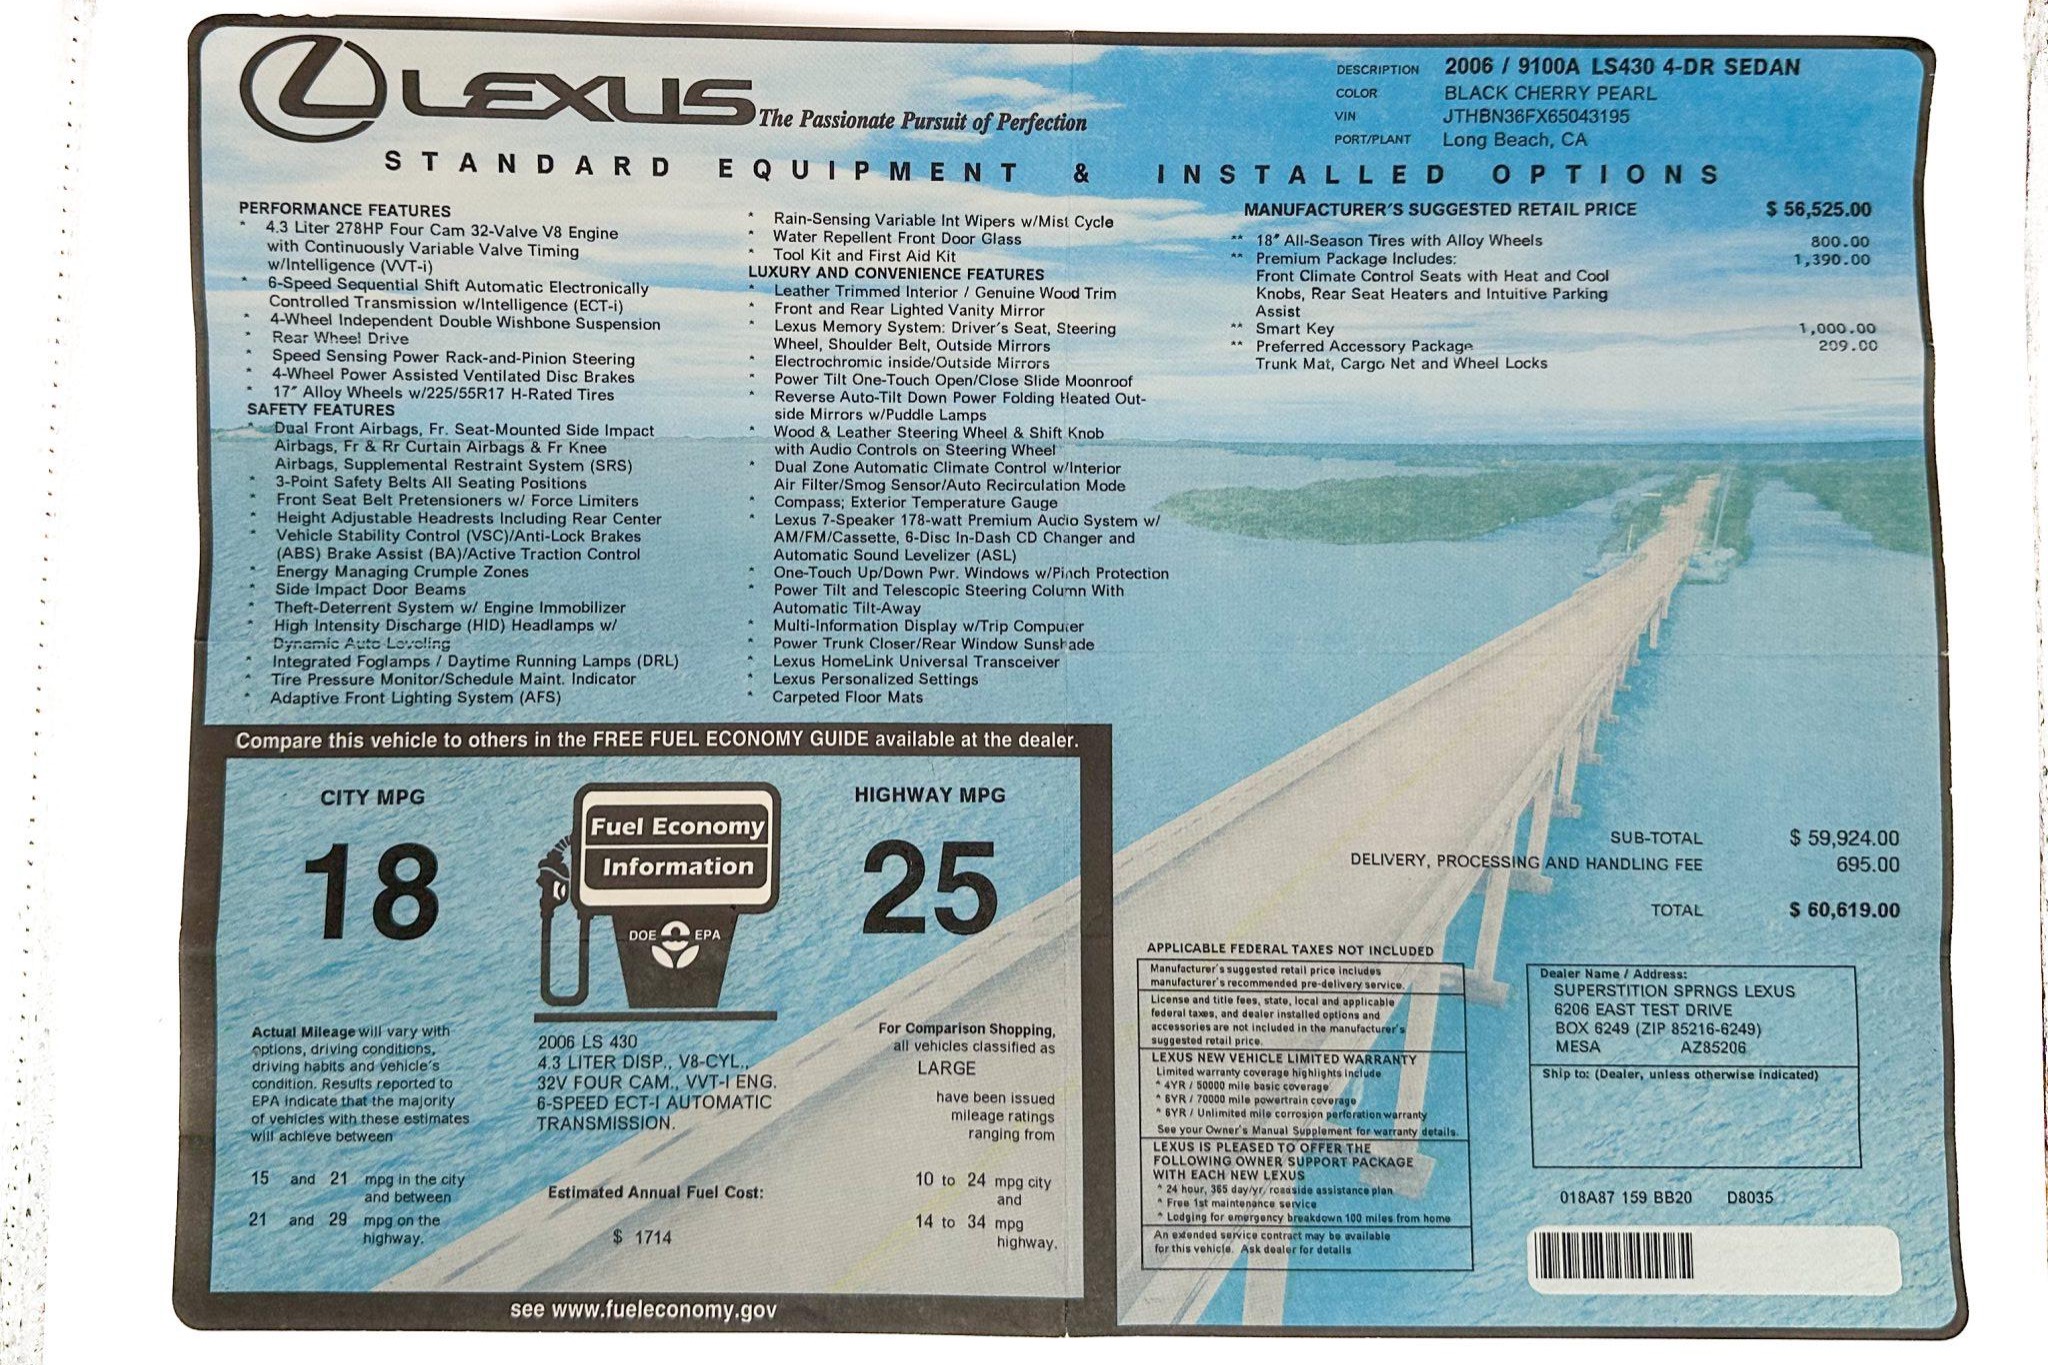 LEXUS The Passionate Pursuit of Perfection
DESCRIPTION 2006 / 9100A LS430 4-DR SEDAN
COLOR BLACK CHERRY PEARL
VIN JTHBN36FX65043195
PORT/PLANT Long Beach, CA
STANDARD EQUIPMENT & INSTALLED OPTIONS
PERFORMANCE FEATURES
* 4.3 Liter 278HP Four Cam 32-Valve V8 Engine
with Continuously Variable Valve Timing
w/Intelligence (VVT-i)
* 6-Speed Sequential Shift Automatic Electronically
Controlled Transmission w/Intelligence (ECT-i)
* 4-Wheel Independent Double Wishbone Suspension
* Rear Wheel Drive
* Speed Sensing Power Rack-and-Pinion Steering
* 4-Wheel Power Assisted Ventilated Disc Brakes
* 17" Alloy Wheels w/225/55R17 H-Rated Tires
SAFETY FEATURES
* Dual Front Airbags, Fr. Seat-Mounted Side Impact
Airbags, Fr & Rr Curtain Airbags & Fr Knee
Airbags, Supplemental Restraint System (SRS)
* 3-Point Safety Belts All Seating Positions
* Front Seat Belt Pretensioners w/ Force Limiters
* Height Adjustable Headrests Including Rear Center
* Vehicle Stability Control (VSC)/Anti-Lock Brakes
(ABS) Brake Assist (BA)/Active Traction Control
* Energy Managing Crumple Zones
* Side Impact Door Beams
* Theft-Deterrent System w/ Engine Immobilizer
* High Intensity Discharge (HID) Headlamps w/
Dynamic Auto Leveling
* Integrated Foglamps / Daytime Running Lamps (DRL)
* Tire Pressure Monitor/Schedule Maint. Indicator
* Adaptive Front Lighting System (AFS)
* Rain-Sensing Variable Int Wipers w/Mist Cycle
* Water Repellent Front Door Glass
* Tool Kit and First Aid Kit
LUXURY AND CONVENIENCE FEATURES
* Leather Trimmed Interior / Genuine Wood Trim
* Front and Rear Lighted Vanity Mirror
* Lexus Memory System: Driver's Seat, Steering
Wheel, Shoulder Belt, Outside Mirrors
* Electrochromic inside/Outside Mirrors
* Power Tilt One-Touch Open/Close Slide Moonroof
* Reverse Auto-Tilt Down Power Folding Heated Out-
side Mirrors w/Puddle Lamps
* Wood & Leather Steering Wheel & Shift Knob
with Audio Controls on Steering Wheel
* Dual Zone Automatic Climate Control w/Interior
Air Filter/Smog Sensor/Auto Recirculation Mode
* Compass; Exterior Temperature Gauge
* Lexus 7-Speaker 178-watt Premium Audio System w/
AM/FM/Cassette, 6-Disc In-Dash CD Changer and
Automatic Sound Levelizer (ASL)
* One-Touch Up/Down Pwr. Windows w/Pinch Protection
* Power Tilt and Telescopic Steering Column With
Automatic Tilt-Away
* Multi-Information Display w/Trip Computer
* Power Trunk Closer/Rear Window Sunshade
* Lexus HomeLink Universal Transceiver
* Lexus Personalized Settings
* Carpeted Floor Mats
MANUFACTURER'S SUGGESTED RETAIL PRICE $ 56,525.00
** 18" All-Season Tires with Alloy Wheels 800.00
** Premium Package Includes: 1,390.00
Front Climate Control Seats with Heat and Cool
Knobs, Rear Seat Heaters and Intuitive Parking
Assist
** Smart Key 1,000.00
** Preferred Accessory Package 209.00
Trunk Mat, Cargo Net and Wheel Locks
SUB-TOTAL $ 59,924.00
DELIVERY, PROCESSING AND HANDLING FEE 695.00
TOTAL $ 60,619.00
Compare this vehicle to others in the FREE FUEL ECONOMY GUIDE available at the dealer.
CITY MPG
18
Fuel Economy
Information
DOE EPA
HIGHWAY MPG
25
Actual Mileage will vary with
options, driving conditions,
driving habits and vehicle's
condition. Results reported to
EPA indicate that the majority
of vehicles with these estimates
will achieve between
15 and 21 mpg in the city
and between
21 and 29 mpg on the
highway.
2006 LS 430
4.3 LITER DISP., V8-CYL.,
32V FOUR CAM., VVT-I ENG.
6-SPEED ECT-I AUTOMATIC
TRANSMISSION.
Estimated Annual Fuel Cost:
$ 1714
For Comparison Shopping,
all vehicles classified as
LARGE
have been issued
mileage ratings
ranging from
10 to 24 mpg city
and
14 to 34 mpg
highway.
see www.fueleconomy.gov
APPLICABLE FEDERAL TAXES NOT INCLUDED
Manufacturer's suggested retail price includes
manufacturer's recommended pre-delivery service.
License and title fees, state, local and applicable
federal taxes, and dealer installed options and
accessories are not included in the manufacturer's
suggested retail price.
LEXUS NEW VEHICLE LIMITED WARRANTY
Limited warranty coverage highlights include
* 4YR / 50000 mile basic coverage
* 6YR / 70000 mile powertrain coverage
* 6YR / Unlimited mile corrosion perforation warranty
See your Owner's Manual Supplement for warranty details.
LEXUS IS PLEASED TO OFFER THE
FOLLOWING OWNER SUPPORT PACKAGE
WITH EACH NEW LEXUS
* 24 hour, 365 day/yr, roadside assistance plan
* Free 1st maintenance service
* Lodging for emergency breakdown 100 miles from home
An extended service contract may be available
for this vehicle. Ask dealer for details
Dealer Name / Address:
SUPERSTITION SPRNGS LEXUS
6206 EAST TEST DRIVE
BOX 6249 (ZIP 85216-6249)
MESA AZ85206
Ship to: (Dealer, unless otherwise indicated)
018A87 159 BB20 D8035